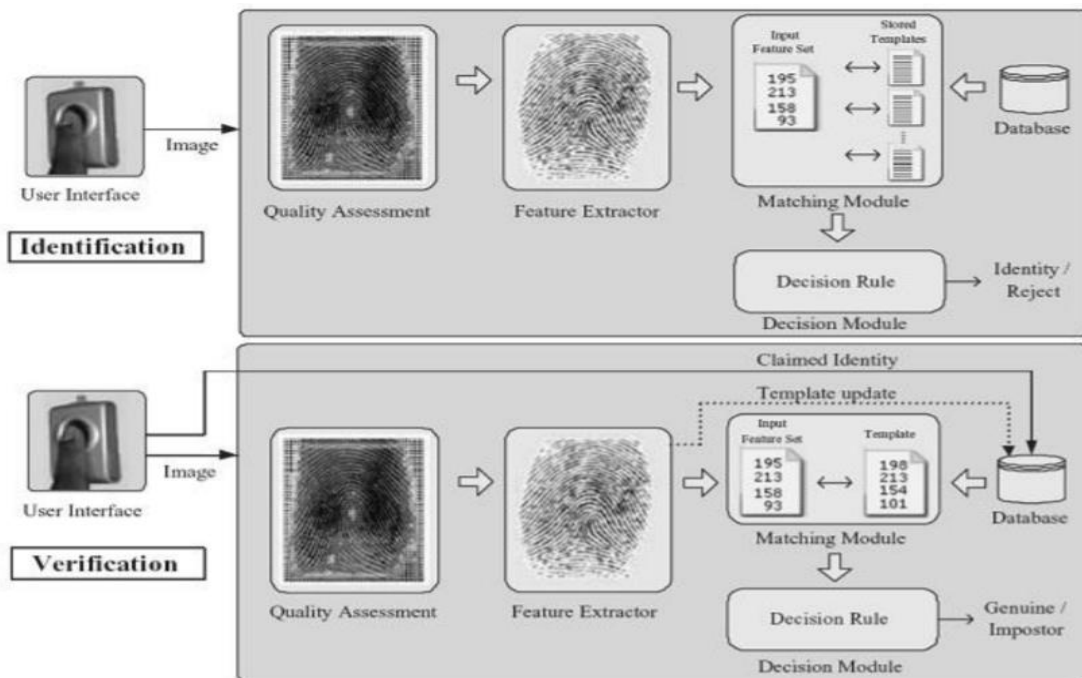 Input
Feature Set
Stored
Templates
195
213
158
93
Database
Image
User Interface
Quality Assessment
Feature Extractor
Matching Module
Identification
Decision Rule
Identity /
Reject
Decision Module
Claimed Identity
Template update
Input
Feature Set
Template
195
213
158
93
198
213
154
101
Image
User Interface
Database
Matching Module
Verification
Quality Assessment
Feature Extractor
Decision Rule
Genuine /
Impostor
Decision Module